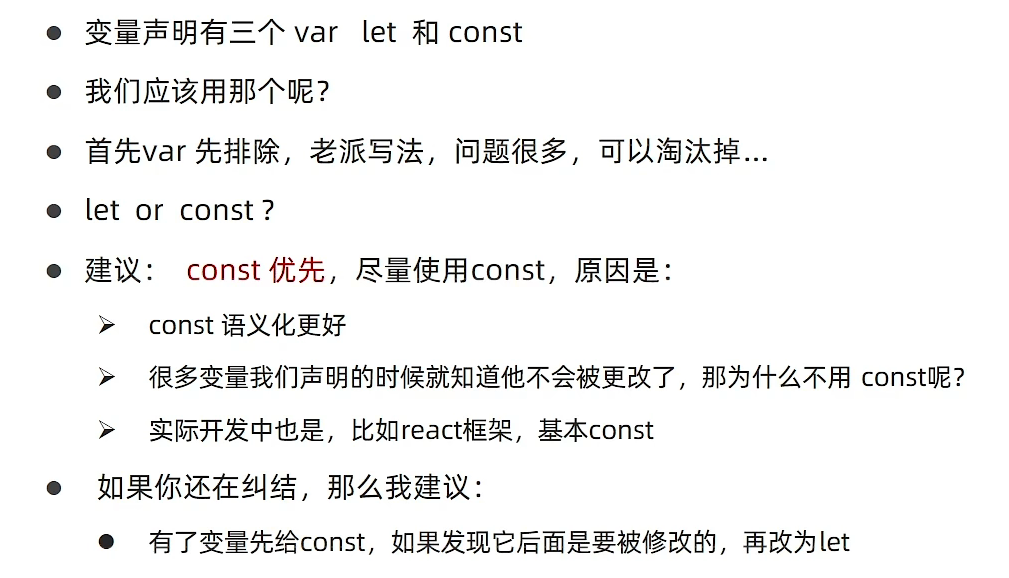 变量声明有三个 var let 和 const
我们应该用那个呢？
首先var 先排除，老派写法，问题很多，可以淘汰掉…
let or const ?
建议： const 优先，尽量使用const，原因是：
const 语义化更好
很多变量我们声明的时候就知道他不会被更改了，那为什么不用 const呢？
实际开发中也是，比如react框架，基本const
如果你还在纠结，那么我建议：
有了变量先给const，如果发现它后面是要被修改的，再改为let